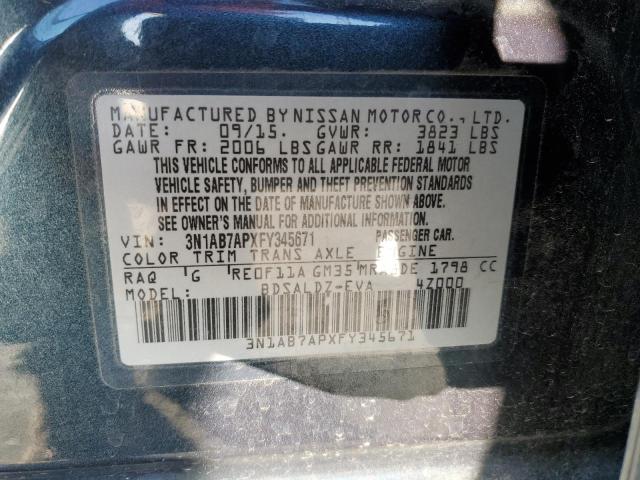 MANUFACTURED BY NISSAN MOTOR CO., LTD.
DATE: 09/15. GVWR: 3823 LBS
GAWR FR: 2006 LBS GAWR RR: 1841 LBS
THIS VEHICLE CONFORMS TO ALL APPLICABLE FEDERAL MOTOR
VEHICLE SAFETY, BUMPER AND THEFT PREVENTION STANDARDS
IN EFFECT ON THE DATE OF MANUFACTURE SHOWN ABOVE.
SEE OWNER'S MANUAL FOR ADDITIONAL INFORMATION.
VIN: 3N1AB7APXFY345671 PASSENGER CAR.
COLOR TRIM TRANS AXLE ENGINE
RAQ G RE0F11A GM35 MRA8DE 1798 CC
MODEL: BDSALDZ-EVA 4Z000
3N1AB7APXFY345671